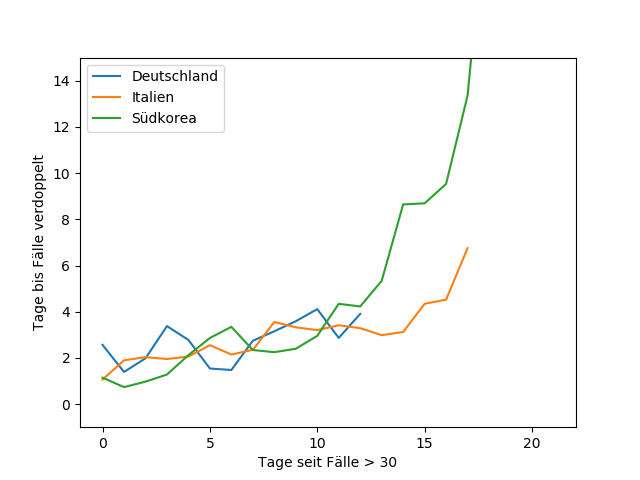 Deutschland
Italien
Südkorea
Tage bis Fälle verdoppelt
14
12
10
8
6
4
2
0
0 5 10 15 20
Tage seit Fälle > 30